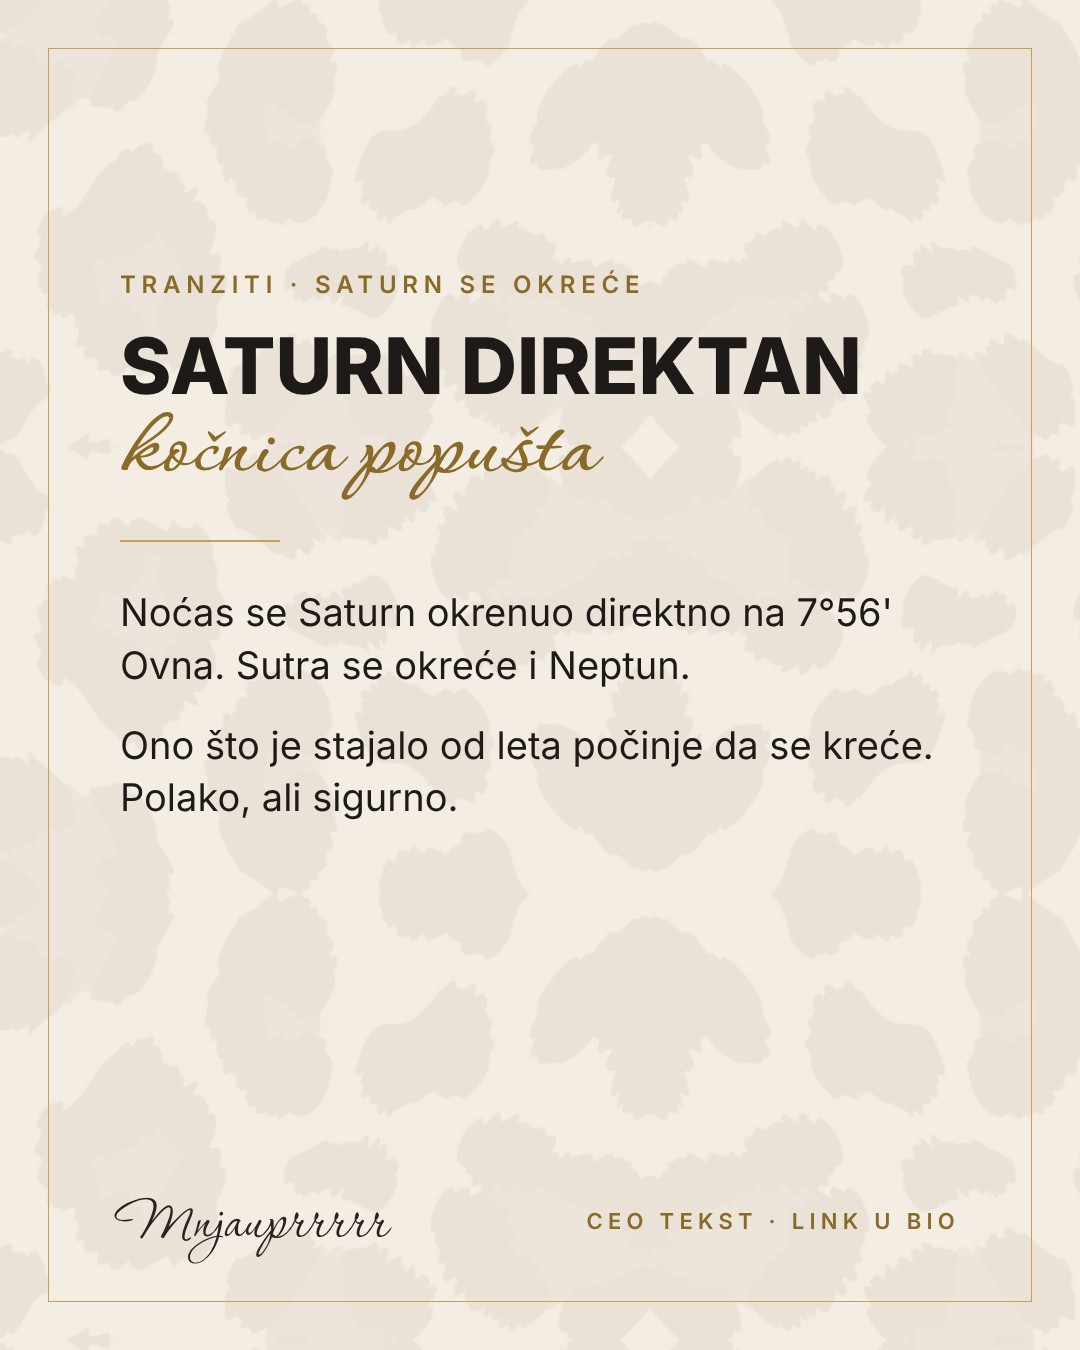 TRANZITI · SATURN SE OKREĆE
SATURN DIREKTAN
kočnica popušta
Noćas se Saturn okrenuo direktno na 7°56'
Ovna. Sutra se okreće i Neptun.
Ono što je stajalo od leta počinje da se kreće.
Polako, ali sigurno.
Mnjauprrrrr
CEO TEKST · LINK U BIO